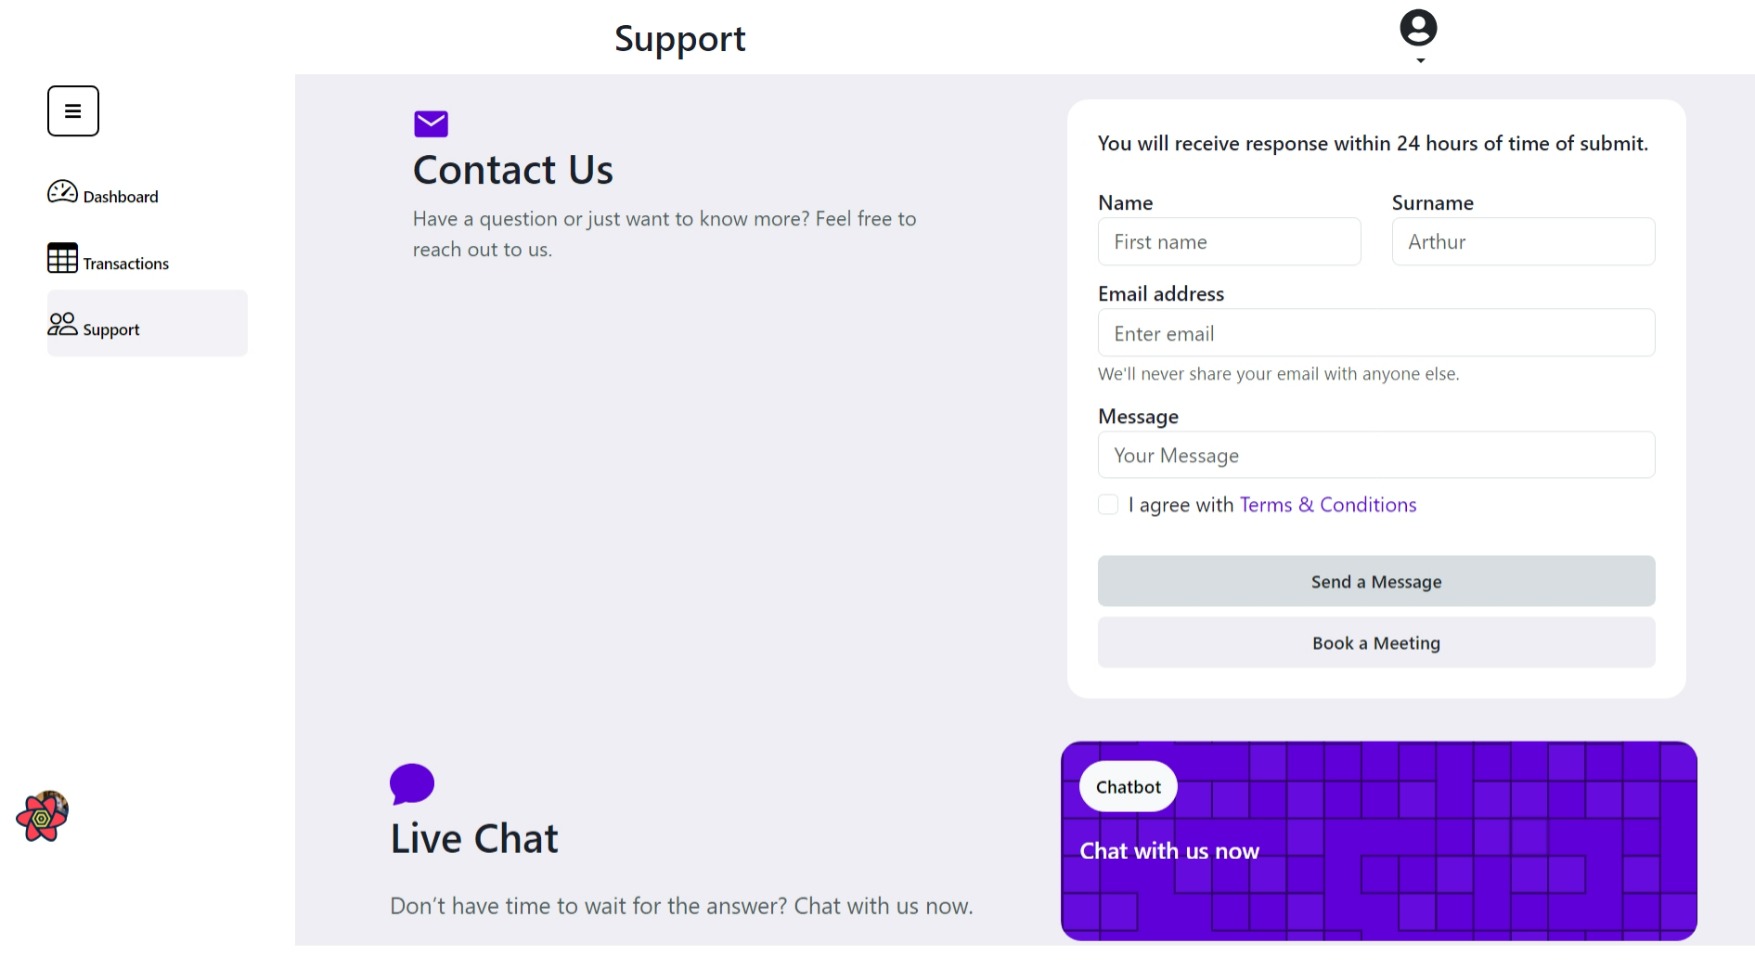 Support
Dashboard
Transactions
Support
Contact Us
Have a question or just want to know more? Feel free to
reach out to us.
You will receive response within 24 hours of time of submit.
Name
Surname
First name
Arthur
Email address
Enter email
We'll never share your email with anyone else.
Message
Your Message
I agree with Terms & Conditions
Send a Message
Book a Meeting
Live Chat
Don’t have time to wait for the answer? Chat with us now.
Chatbot
Chat with us now